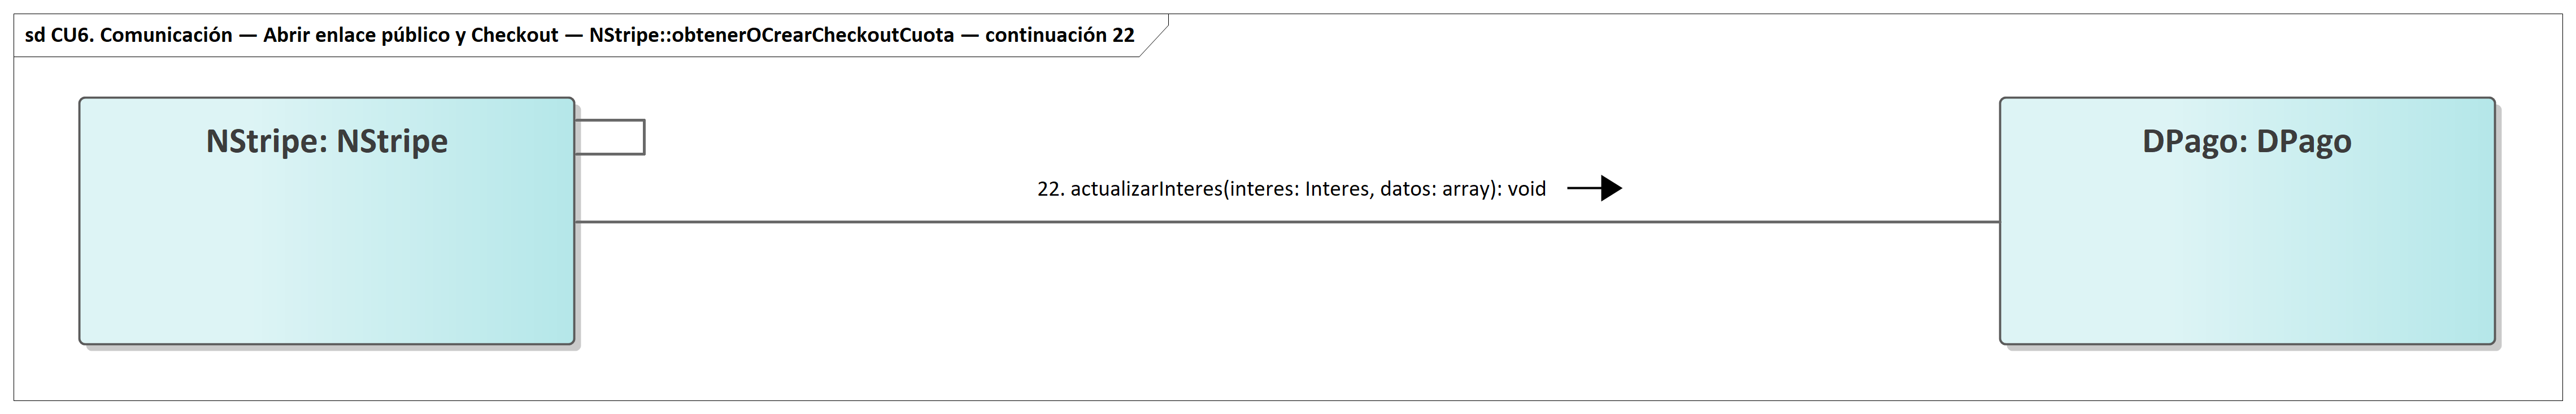 sd CU6. Comunicación — Abrir enlace público y Checkout — NStripe::obtenerOCrearCheckoutCuota — continuación 22
NStripe: NStripe
DPago: DPago
22. actualizarInteres(interes: Interes, datos: array): void